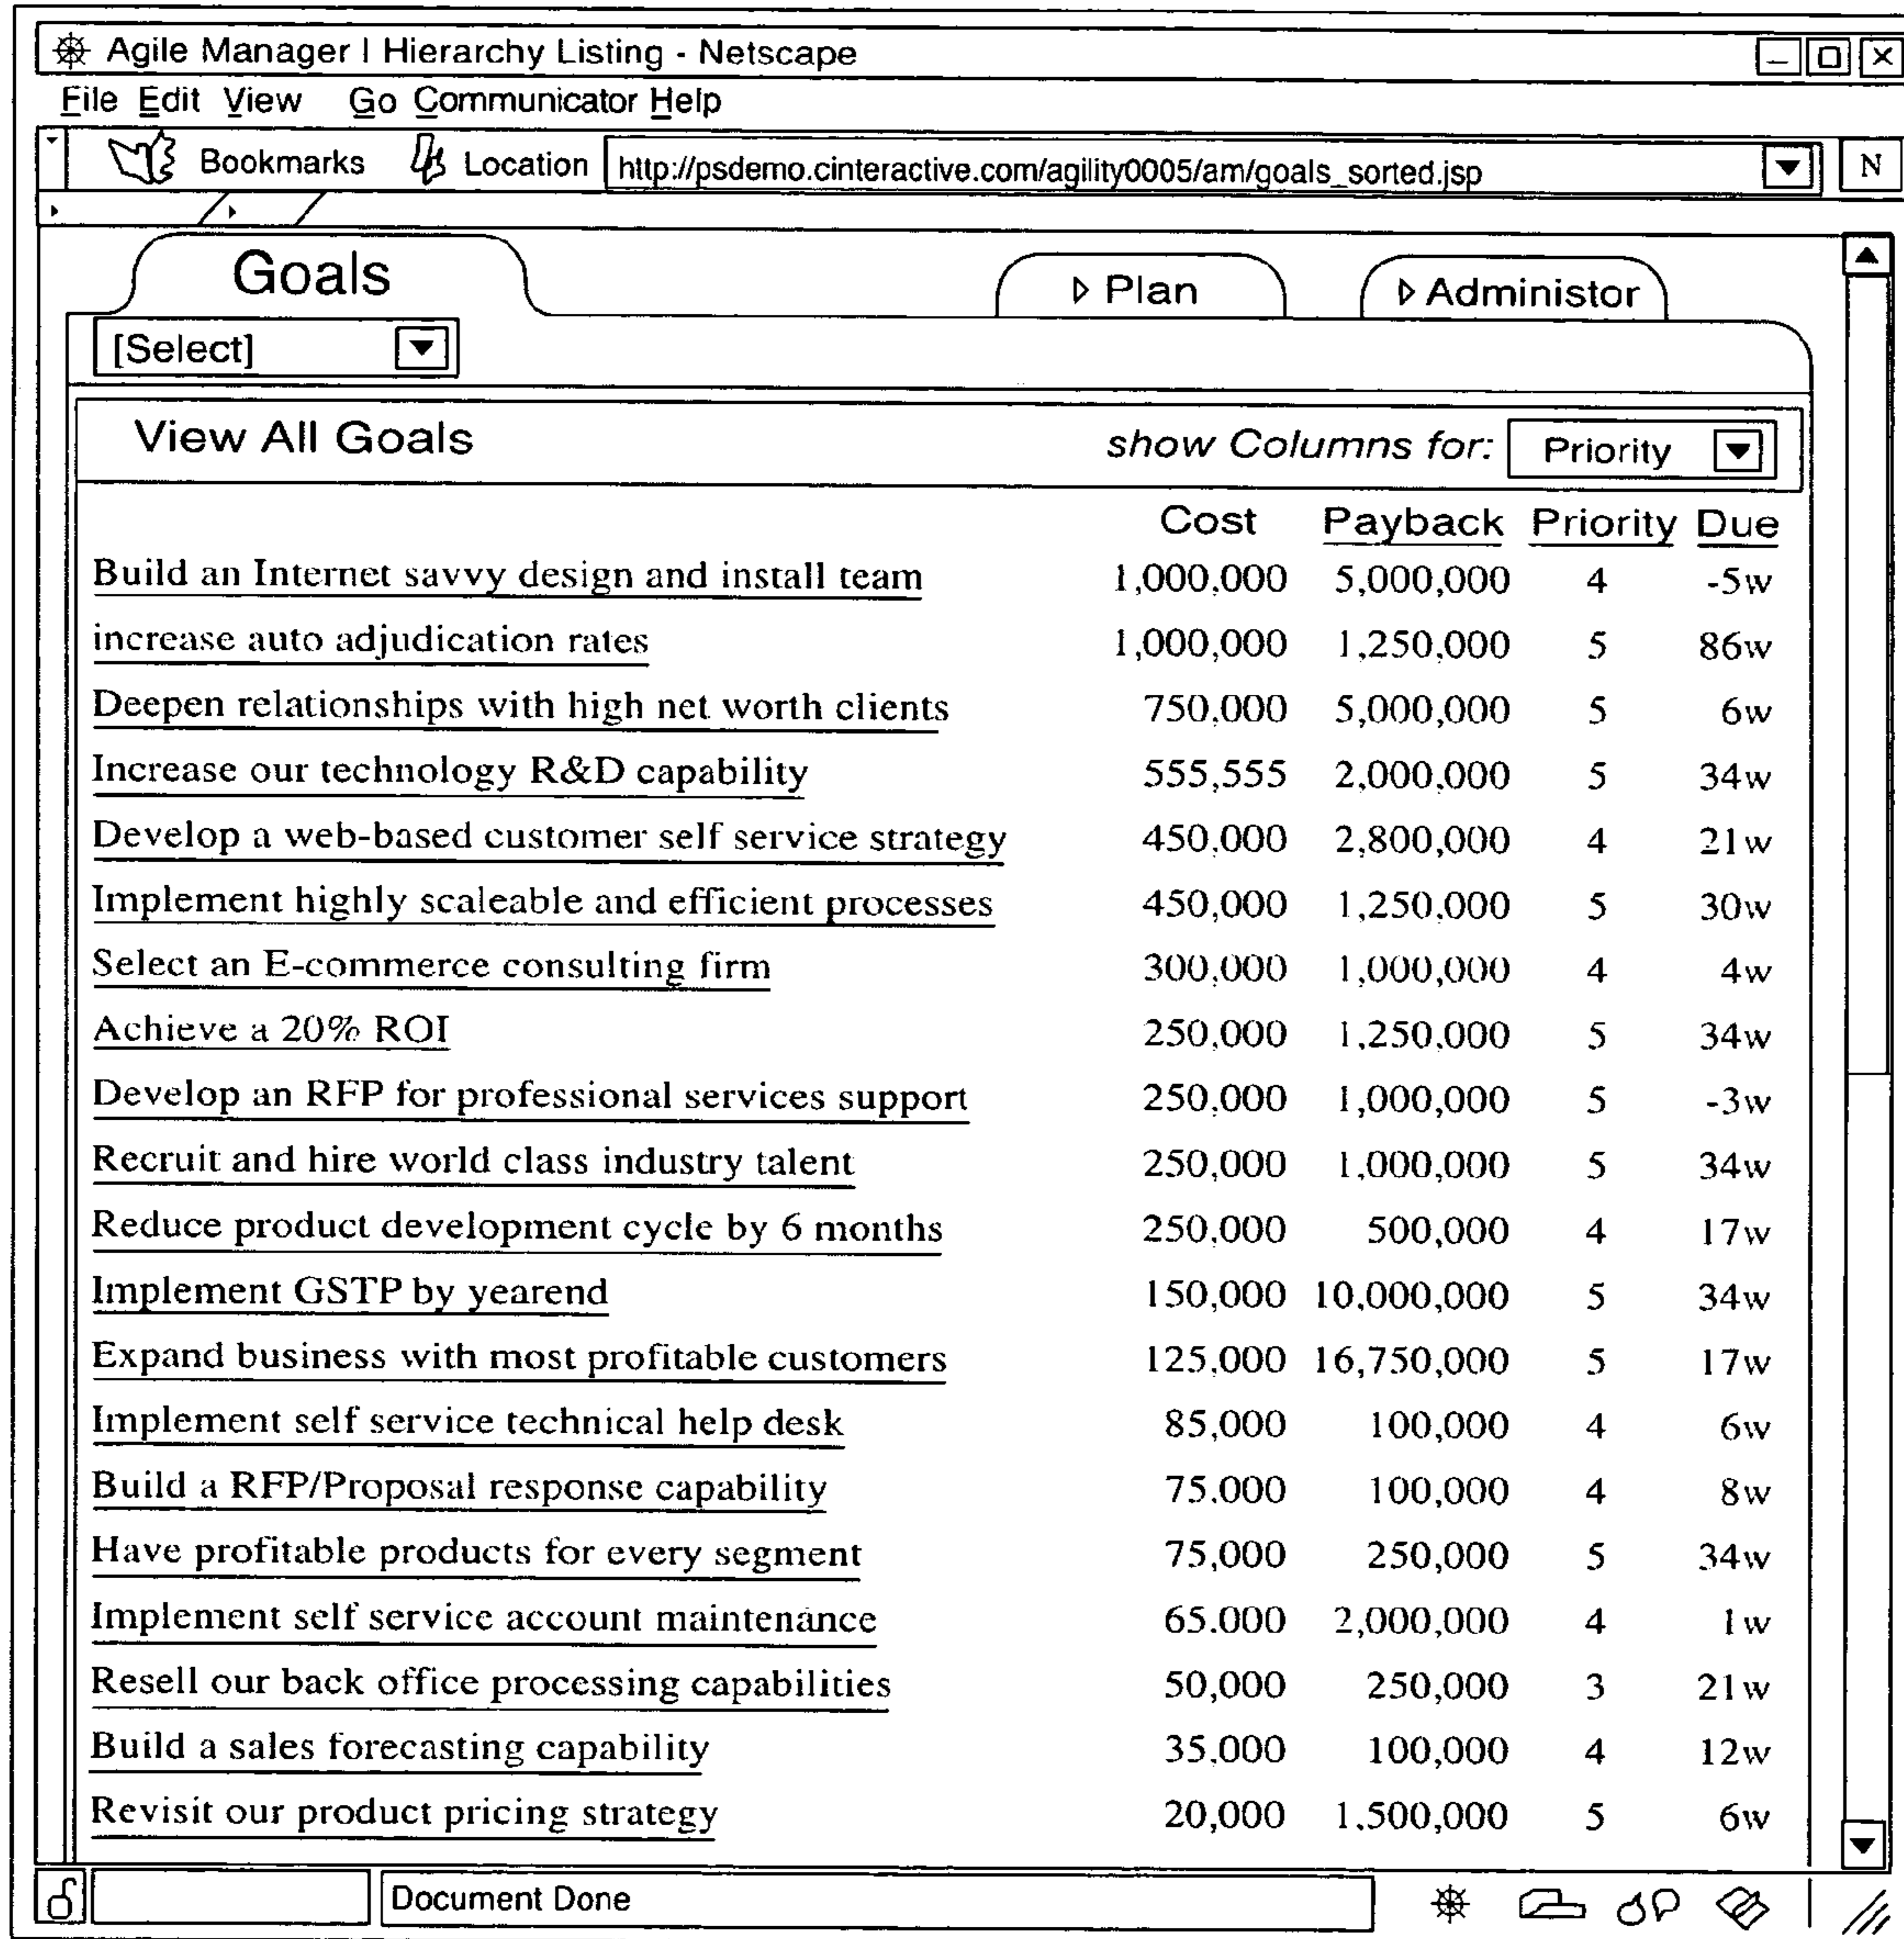 Agile Manager | Hierarchy Listing - Netscape
File Edit View Go Communicator Help
Bookmarks Location http://psdemo.cinteractive.com/agility0005/am/goals_sorted.jsp N
Goals Plan Administor
[Select]
View All Goals show Columns for: Priority
Cost Payback Priority Due
Build an Internet savvy design and install team 1,000,000 5,000,000 4 -5w
increase auto adjudication rates 1,000,000 1,250,000 5 86w
Deepen relationships with high net worth clients 750,000 5,000,000 5 6w
Increase our technology R&D capability 555,555 2,000,000 5 34w
Develop a web-based customer self service strategy 450,000 2,800,000 4 21w
Implement highly scaleable and efficient processes 450,000 1,250,000 5 30w
Select an E-commerce consulting firm 300,000 1,000,000 4 4w
Achieve a 20% ROI 250,000 1,250,000 5 34w
Develop an RFP for professional services support 250,000 1,000,000 5 -3w
Recruit and hire world class industry talent 250,000 1,000,000 5 34w
Reduce product development cycle by 6 months 250,000 500,000 4 17w
Implement GSTP by yearend 150,000 10,000,000 5 34w
Expand business with most profitable customers 125,000 16,750,000 5 17w
Implement self service technical help desk 85,000 100,000 4 6w
Build a RFP/Proposal response capability 75,000 100,000 4 8w
Have profitable products for every segment 75,000 250,000 5 34w
Implement self service account maintenance 65,000 2,000,000 4 1w
Resell our back office processing capabilities 50,000 250,000 3 21w
Build a sales forecasting capability 35,000 100,000 4 12w
Revisit our product pricing strategy 20,000 1,500,000 5 6w
Document Done